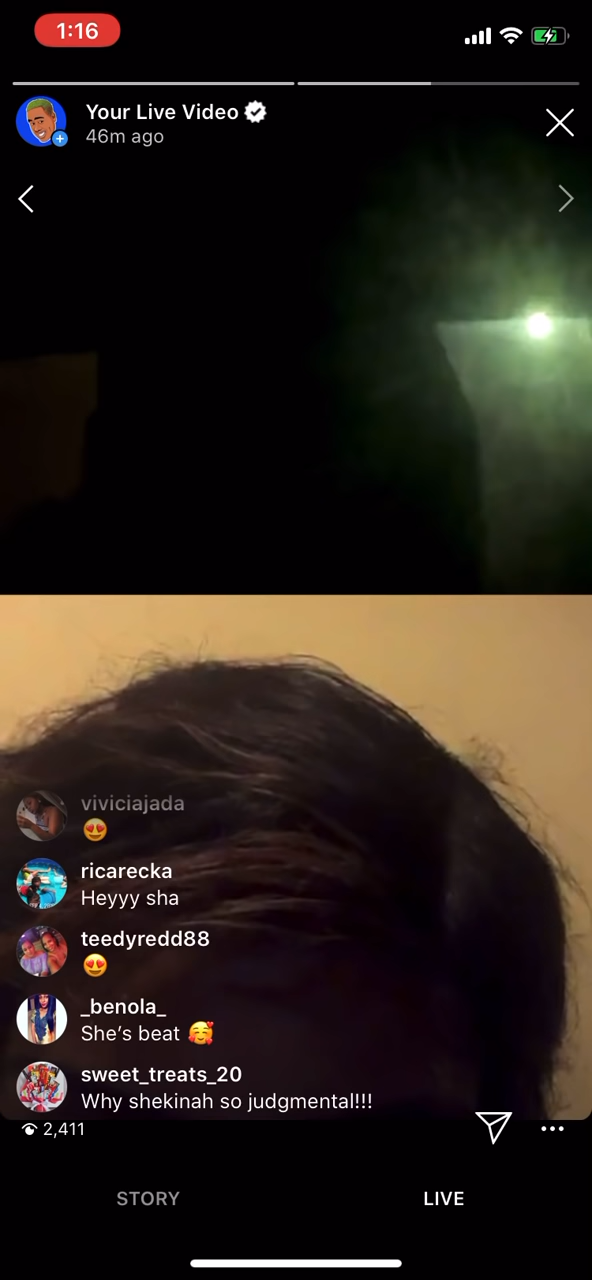 1:16
Your Live Video
46m ago
viviciajada
😍
ricarecka
Heyyy sha
teedyredd88
😍
_benola_
She’s beat 🥰
sweet_treats_20
Why shekinah so judgmental!!!
2,411
STORY
LIVE